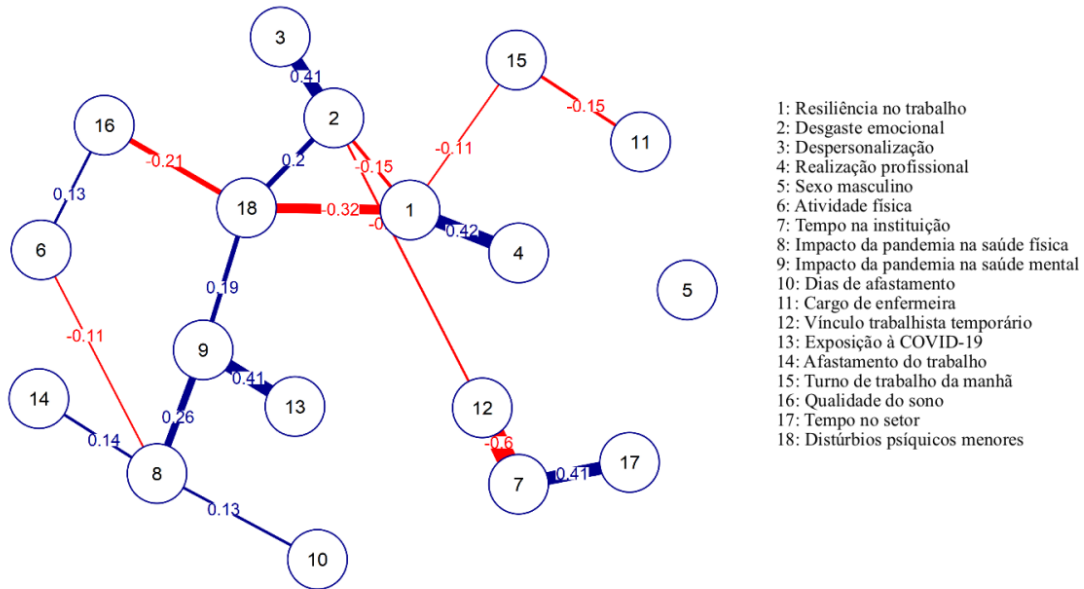 3
0.41
15
-0.15
11
2
16
-0.21
0.2
-0.15
-0.11
0.13
18
-0.32
1
0.42
4
6
5
0.19
-0.11
9
0.41
13
14
0.26
0.14
12
-0.6
8
7
0.41
17
0.13
10
1: Resiliência no trabalho
2: Desgaste emocional
3: Despersonalização
4: Realização profissional
5: Sexo masculino
6: Atividade física
7: Tempo na instituição
8: Impacto da pandemia na saúde física
9: Impacto da pandemia na saúde mental
10: Dias de afastamento
11: Cargo de enfermeira
12: Vínculo trabalhista temporário
13: Exposição à COVID-19
14: Afastamento do trabalho
15: Turno de trabalho da manhã
16: Qualidade do sono
17: Tempo no setor
18: Distúrbios psíquicos menores